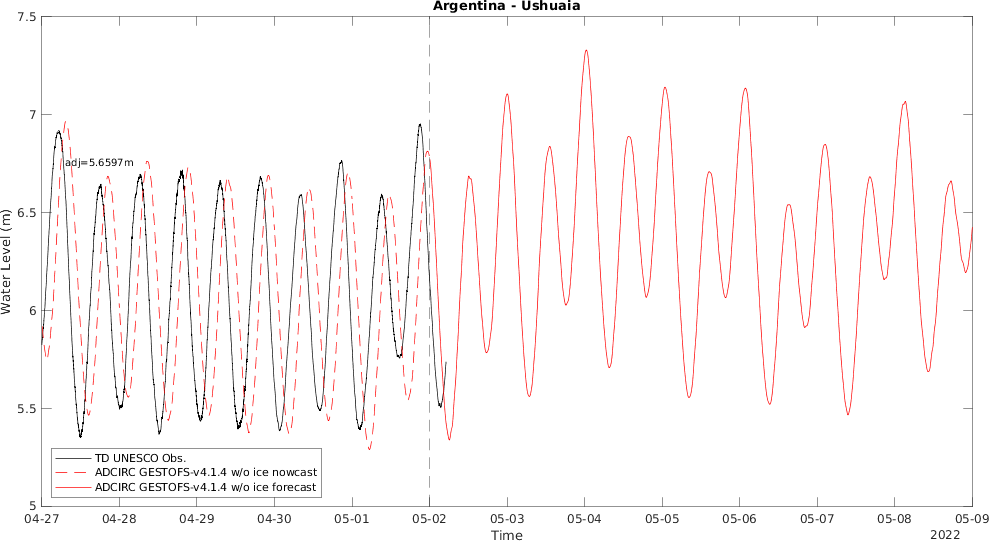 Argentina - Ushuaia
7.5
7
6.5
6
5.5
5
Water Level (m)
adj=5.6597m
TD UNESCO Obs.
ADCIRC GESTOFS-v4.1.4 w/o ice nowcast
ADCIRC GESTOFS-v4.1.4 w/o ice forecast
04-27 04-28 04-29 04-30 05-01 05-02 05-03 05-04 05-05 05-06 05-07 05-08 05-09
Time
2022